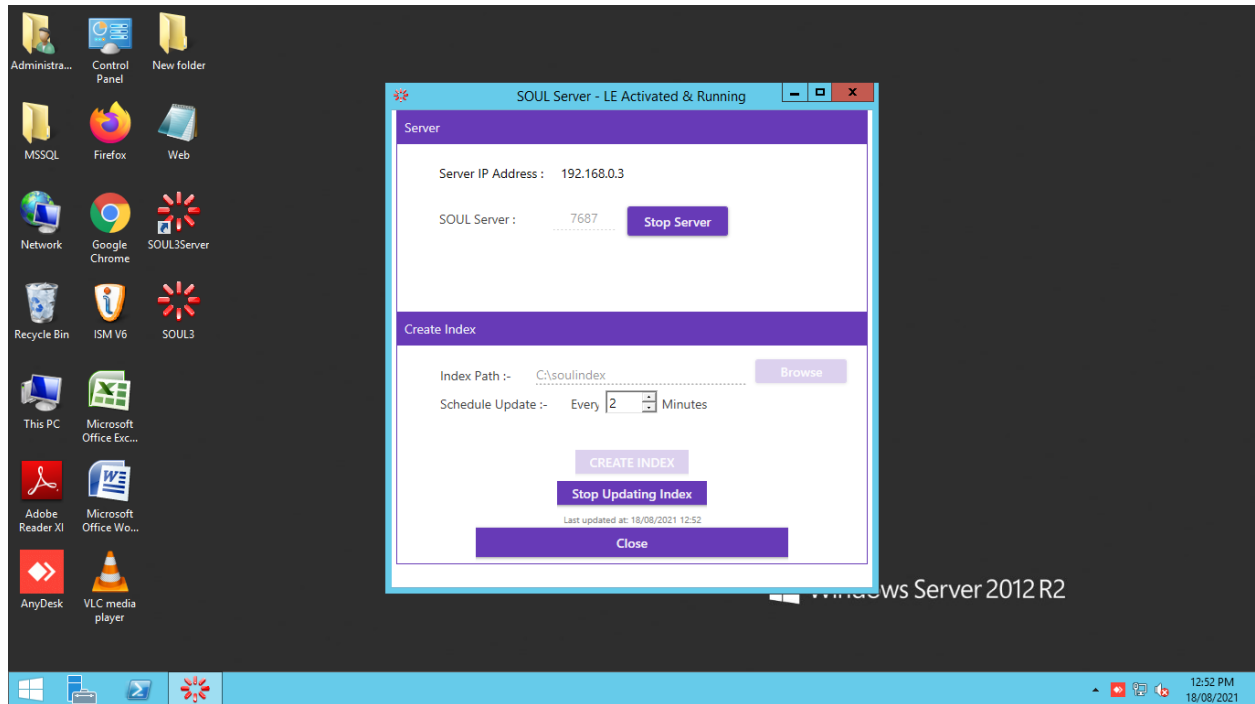 Administra...
Control
Panel
New folder
MSSQL
Firefox
Web
Network
Google
Chrome
SOUL3Server
Recycle Bin
ISM V6
SOUL3
This PC
Microsoft
Office Exc...
Adobe
Reader XI
Microsoft
Office Wo...
AnyDesk
VLC media
player
SOUL Server - LE Activated & Running
Server
Server IP Address : 192.168.0.3
SOUL Server : 7687 Stop Server
Create Index
Index Path :- C:\soulindex Browse
Schedule Update :- Every 2 Minutes
CREATE INDEX
Stop Updating Index
Last updated at: 18/08/2021 12:52
Close
Windows Server 2012 R2
12:52 PM
18/08/2021